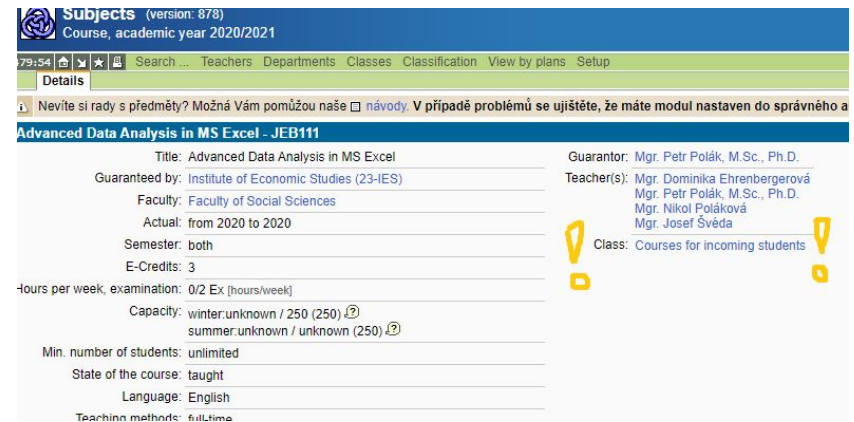 Subjects (version: 878)
Course, academic year 2020/2021
479:54 Search ... Teachers Departments Classes Classification View by plans Setup
Details
Nevíte si rady s předměty? Možná Vám pomůžou naše návody. V případě problémů se ujištěte, že máte modul nastaven do správného a
Advanced Data Analysis in MS Excel - JEB111
Title: Advanced Data Analysis in MS Excel
Guaranteed by: Institute of Economic Studies (23-IES)
Faculty: Faculty of Social Sciences
Actual: from 2020 to 2020
Semester: both
E-Credits: 3
Hours per week, examination: 0/2 Ex [hours/week]
Capacity: winter:unknown / 250 (250)
summer:unknown / unknown (250)
Min. number of students: unlimited
State of the course: taught
Language: English
Teaching methods: full-time
Guarantor: Mgr. Petr Polák, M.Sc., Ph.D.
Teacher(s): Mgr. Dominika Ehrenbergerová
Mgr. Petr Polák, M.Sc., Ph.D.
Mgr. Nikol Poláková
Mgr. Josef Švéda
! Class: Courses for incoming students !